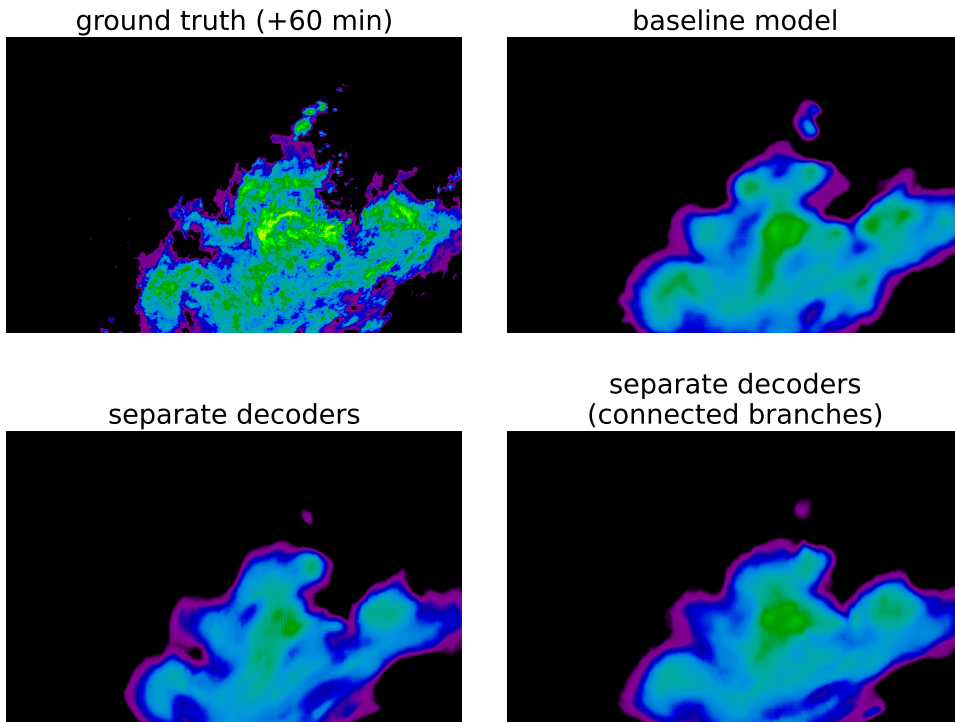 ground truth (+60 min)
baseline model
separate decoders
separate decoders
(connected branches)